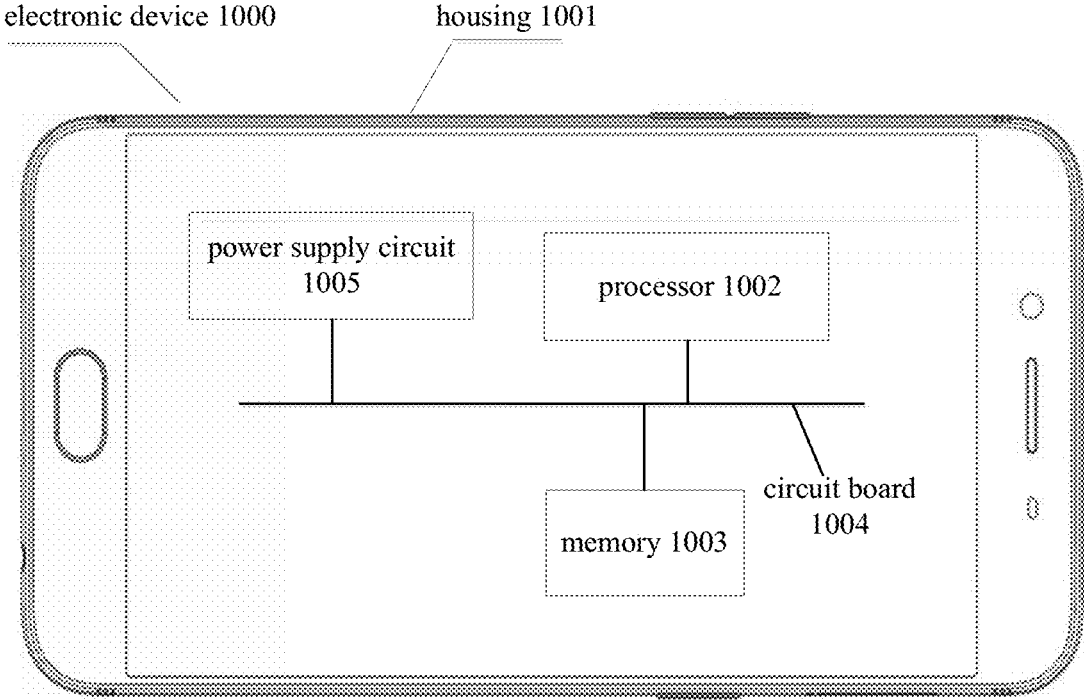 electronic device 1000
housing 1001
power supply circuit
1005
processor 1002
circuit board
1004
memory 1003